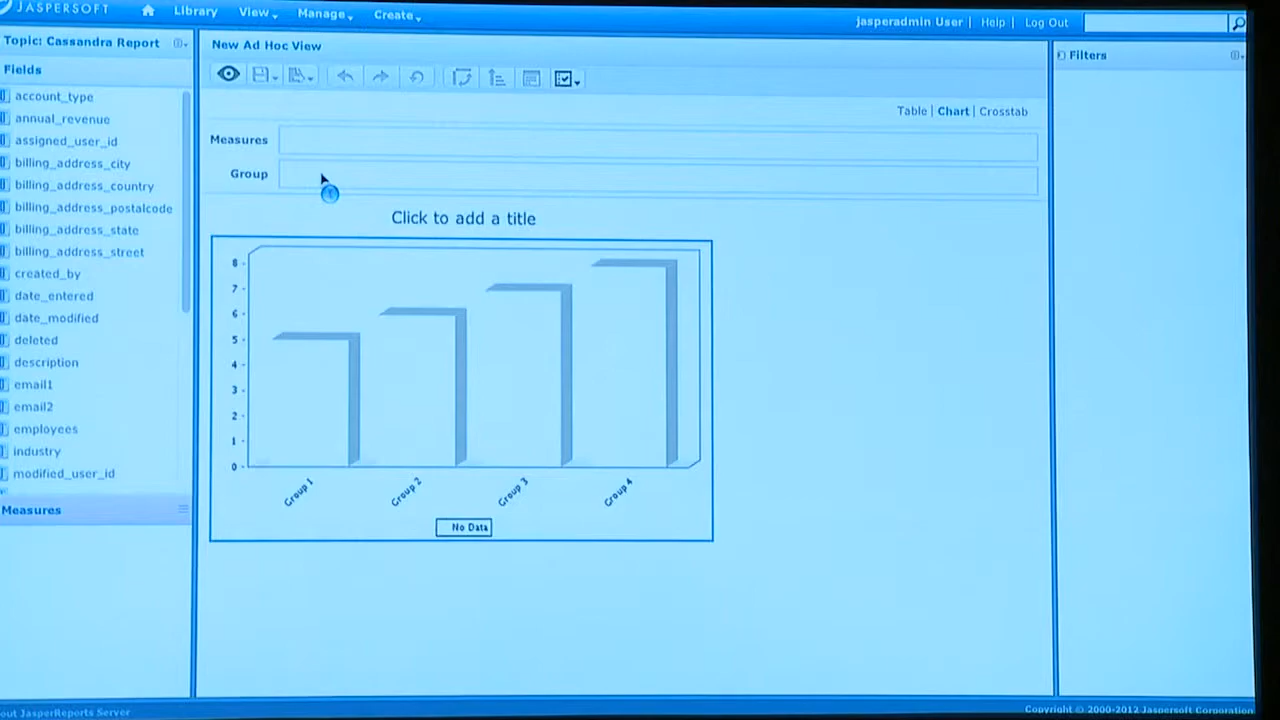 JASPERSOFT
Library
View
Manage
Create
jasperadmin User |
Help |
Log Out
Topic: Cassandra Report
New Ad Hoc View
Filters
Fields
account_type
annual_revenue
assigned_user_id
billing_address_city
billing_address_country
billing_address_postalcode
billing_address_state
billing_address_street
created_by
date_entered
date_modified
deleted
description
email1
email2
employees
industry
modified_user_id
Measures
Table | Chart | Crosstab
Measures
Group
Click to add a title
8
7
6
5
4
3
2
1
0
Group 1
Group 2
Group 3
Group 4
No Data
out JasperReports Server
Copyright © 2000-2012 Jaspersoft Corporation